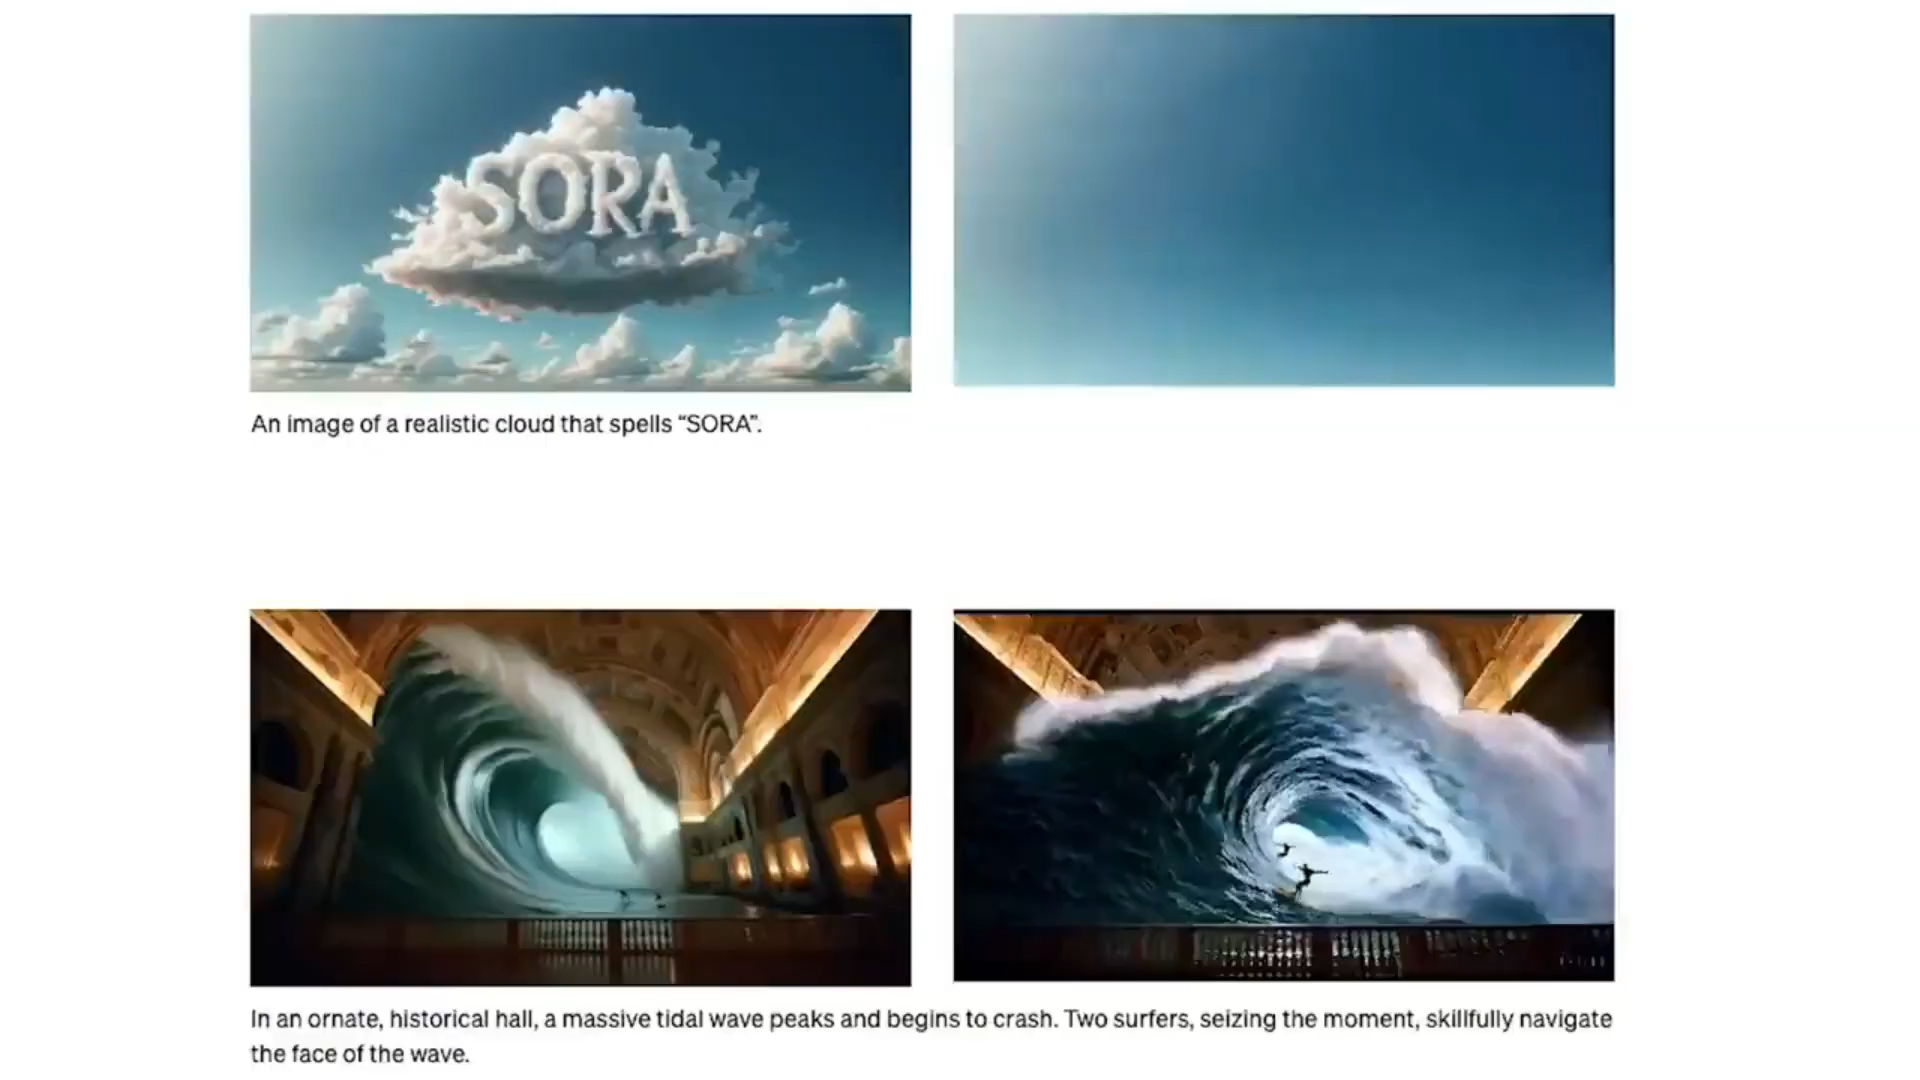 SORA
An image of a realistic cloud that spells “SORA”.
In an ornate, historical hall, a massive tidal wave peaks and begins to crash. Two surfers, seizing the moment, skillfully navigate
the face of the wave.